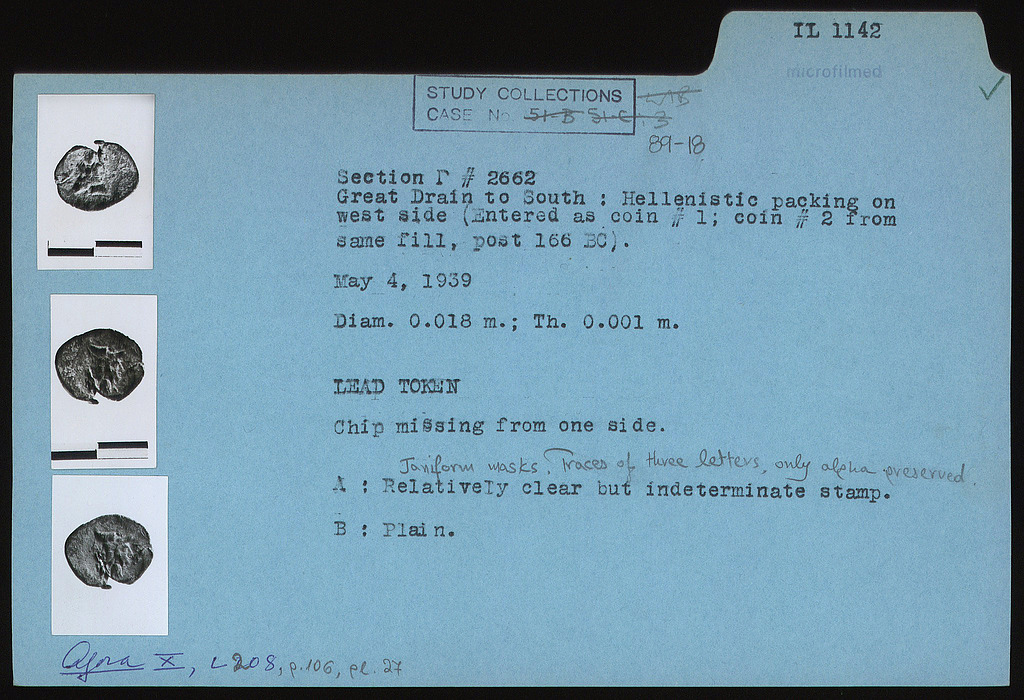 IL 1142
microfilmed
STUDY COLLECTIONS LAB
CASE No. 51-B 51-C, 3
89-18
Section Γ # 2662
Great Drain to South : Hellenistic packing on
west side (Entered as coin # 1; coin # 2 from
same fill, post 166 BC).
May 4, 1939
Diam. 0.018 m.; Th. 0.001 m.
LEAD TOKEN
Chip missing from one side.
Janiform masks. Traces of three letters, only alpha preserved.
A : Relatively clear but indeterminate stamp.
B : Plain.
Agora X, L208, p.106, pl. 27